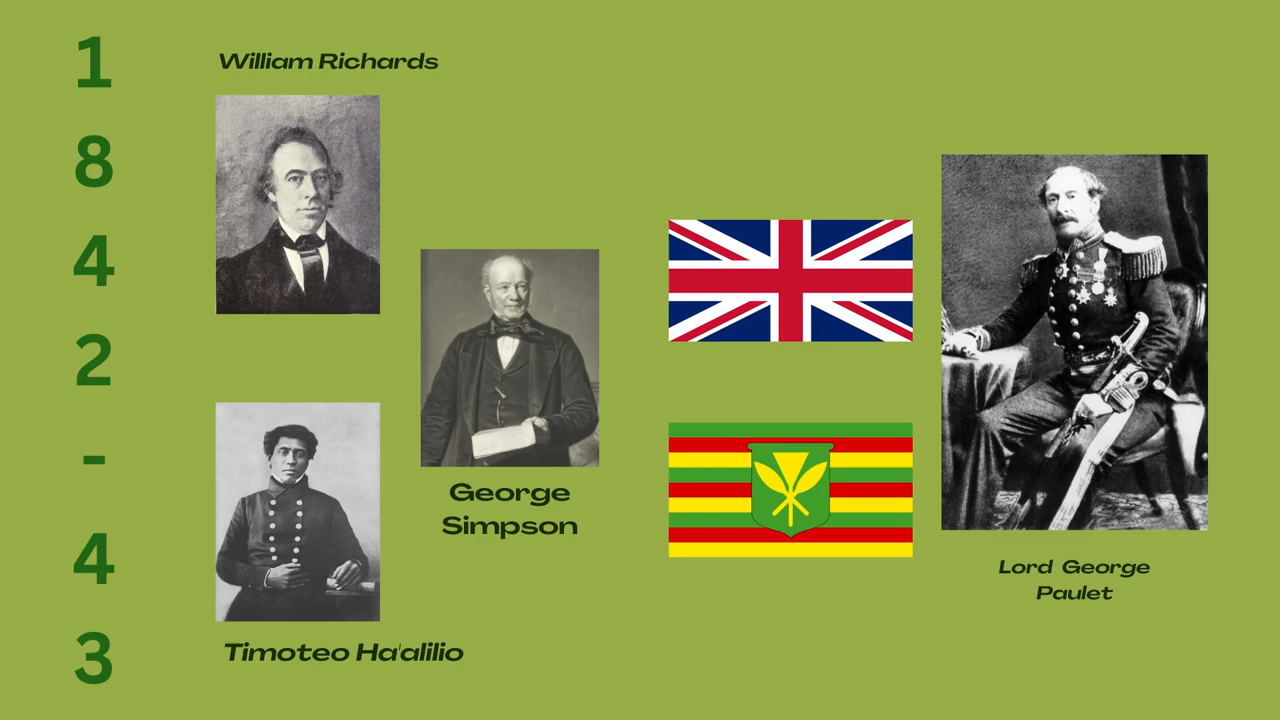 1
8
4
2
-
4
3
William Richards
George
Simpson
Timoteo Ha'alilio
Lord George
Paulet